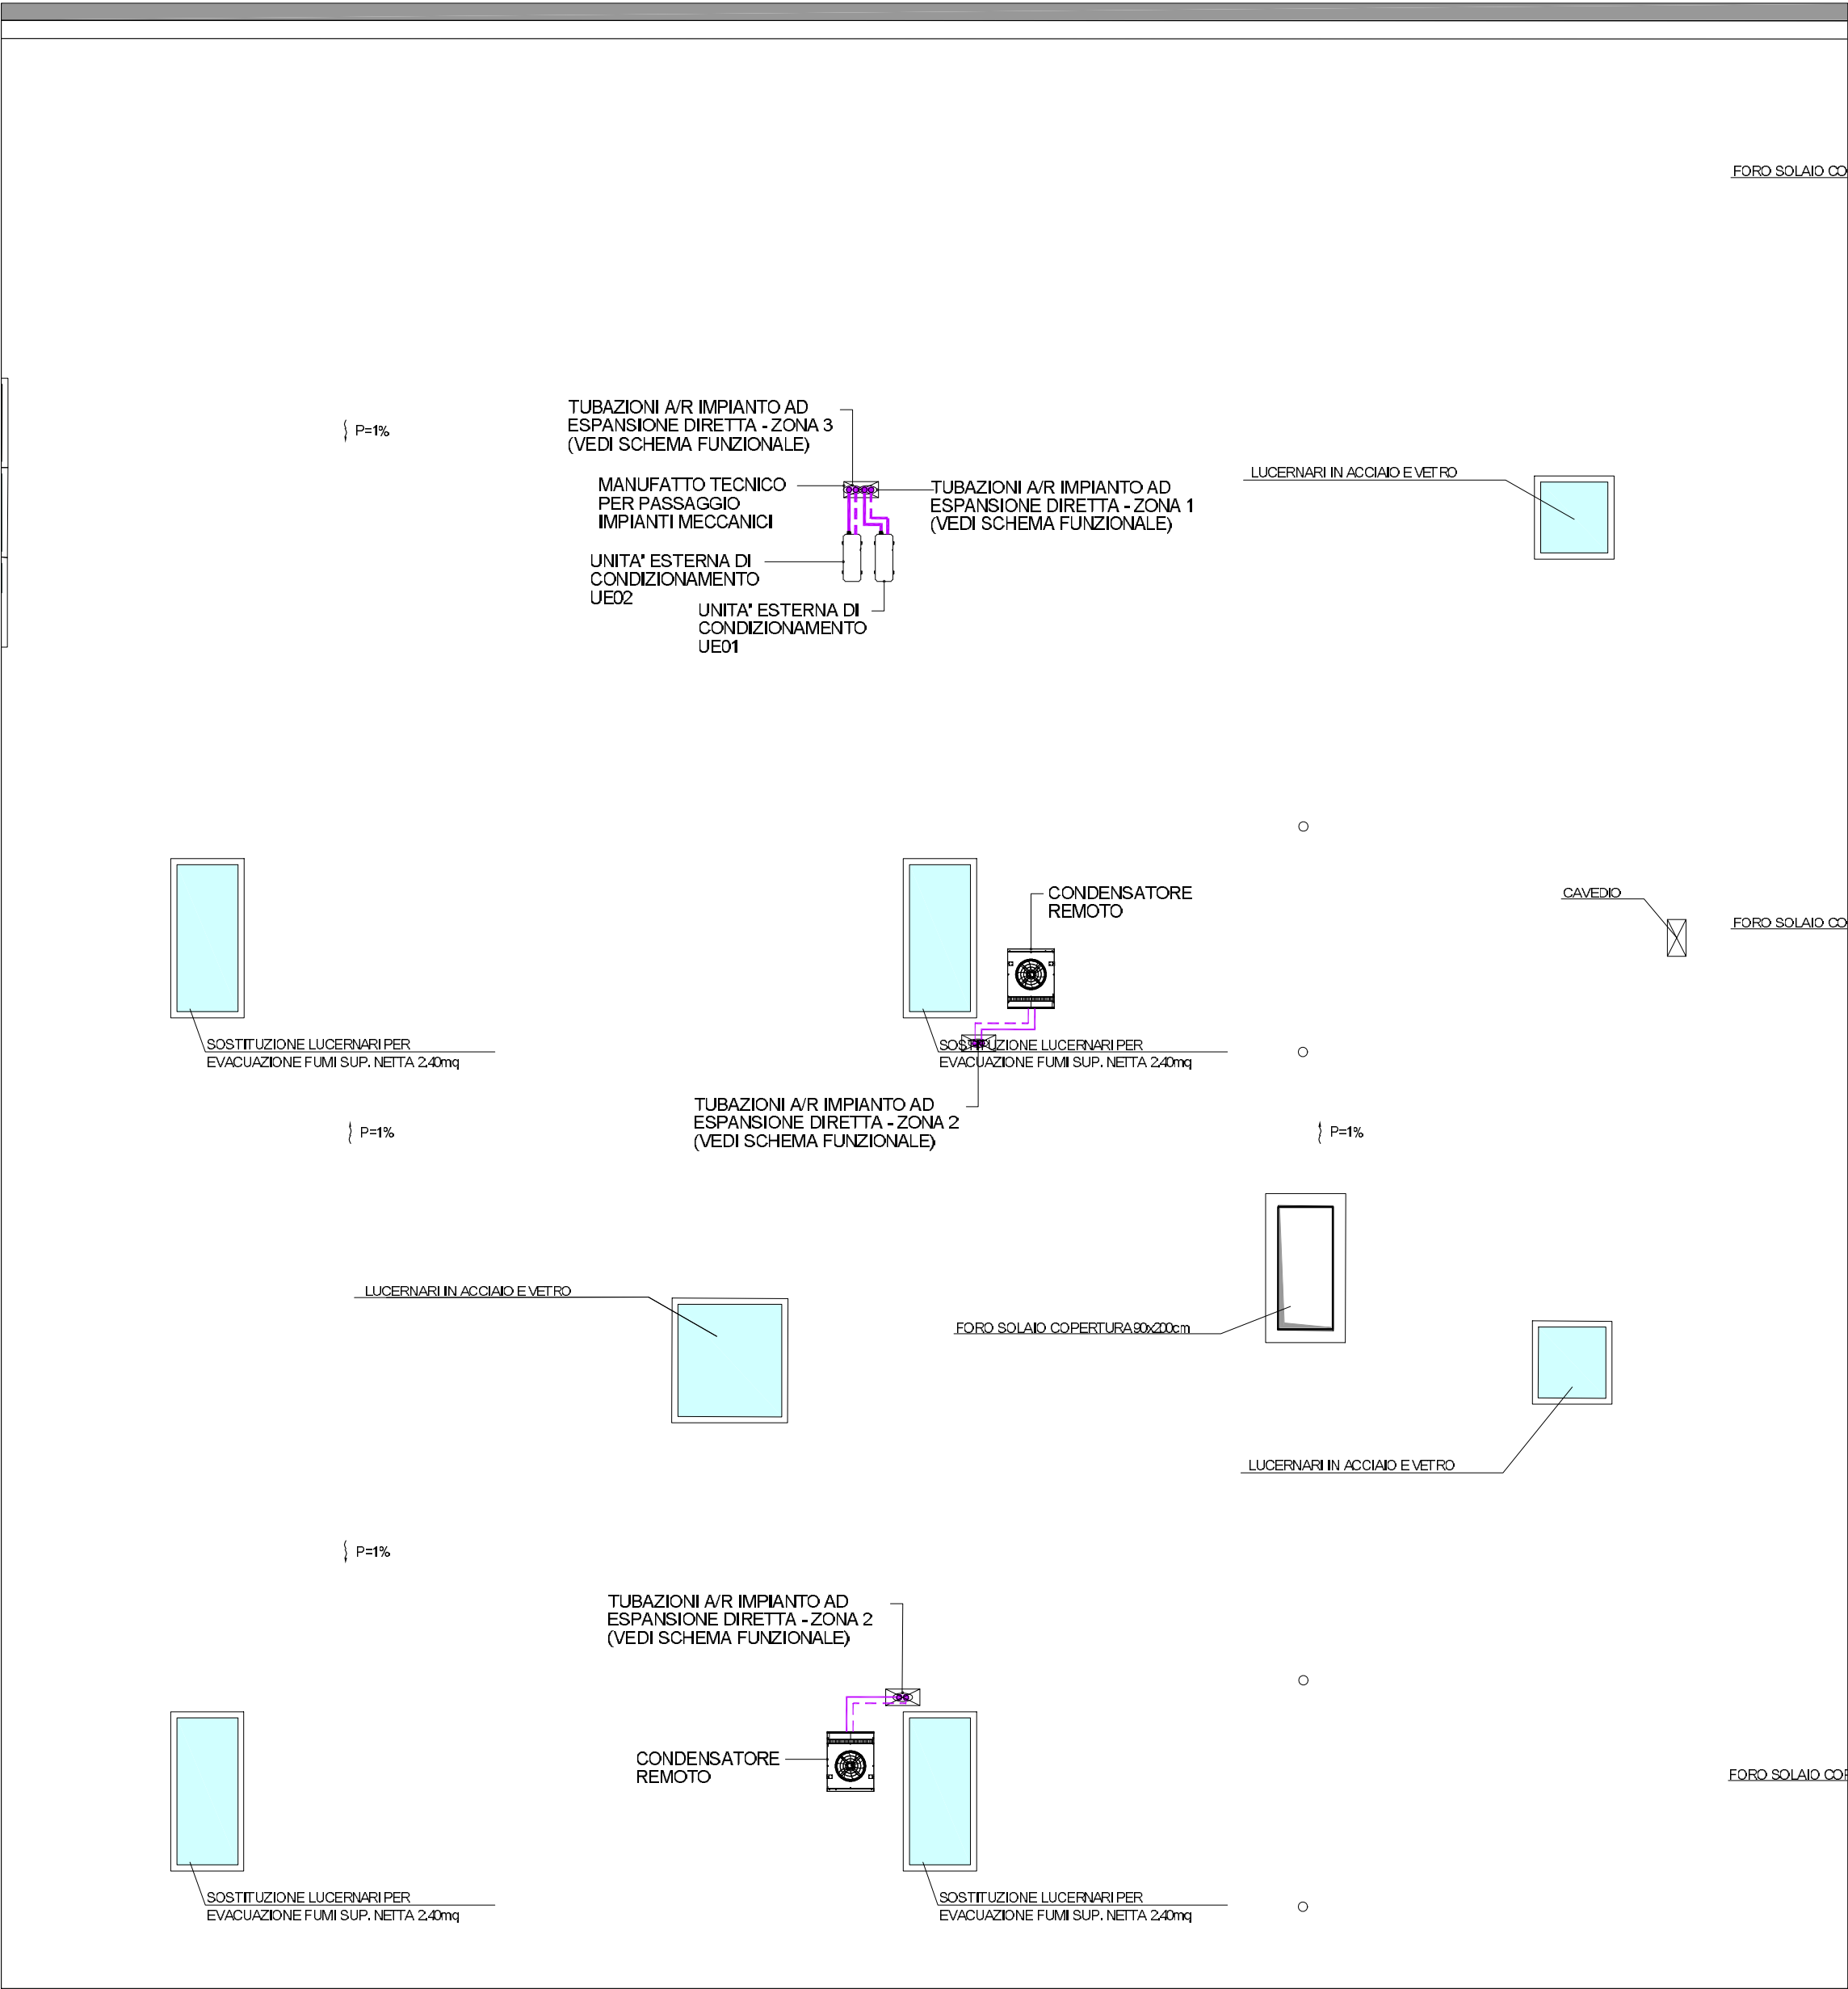 FORO SOLAIO CO
TUBAZIONI A/R IMPIANTO AD
ESPANSIONE DIRETTA - ZONA 3
(VEDI SCHEMA FUNZIONALE)
P=1%
MANUFATTO TECNICO
PER PASSAGGIO
IMPIANTI MECCANICI
TUBAZIONI A/R IMPIANTO AD
ESPANSIONE DIRETTA - ZONA 1
(VEDI SCHEMA FUNZIONALE)
LUCERNARI IN ACCIAIO E VETRO
UNITA' ESTERNA DI
CONDIZIONAMENTO
UE02
UNITA' ESTERNA DI
CONDIZIONAMENTO
UE01
CONDENSATORE
REMOTO
CAVEDIO
FORO SOLAIO CO
SOSTITUZIONE LUCERNARI PER
EVACUAZIONE FUMI SUP. NETTA 2.40mq
SOSTITUZIONE LUCERNARI PER
EVACUAZIONE FUMI SUP. NETTA 2.40mq
TUBAZIONI A/R IMPIANTO AD
ESPANSIONE DIRETTA - ZONA 2
(VEDI SCHEMA FUNZIONALE)
P=1%
P=1%
LUCERNARI IN ACCIAIO E VETRO
FORO SOLAIO COPERTURA 90x200cm
LUCERNARI IN ACCIAIO E VETRO
P=1%
TUBAZIONI A/R IMPIANTO AD
ESPANSIONE DIRETTA - ZONA 2
(VEDI SCHEMA FUNZIONALE)
CONDENSATORE
REMOTO
FORO SOLAIO COP
SOSTITUZIONE LUCERNARI PER
EVACUAZIONE FUMI SUP. NETTA 2.40mq
SOSTITUZIONE LUCERNARI PER
EVACUAZIONE FUMI SUP. NETTA 2.40mq